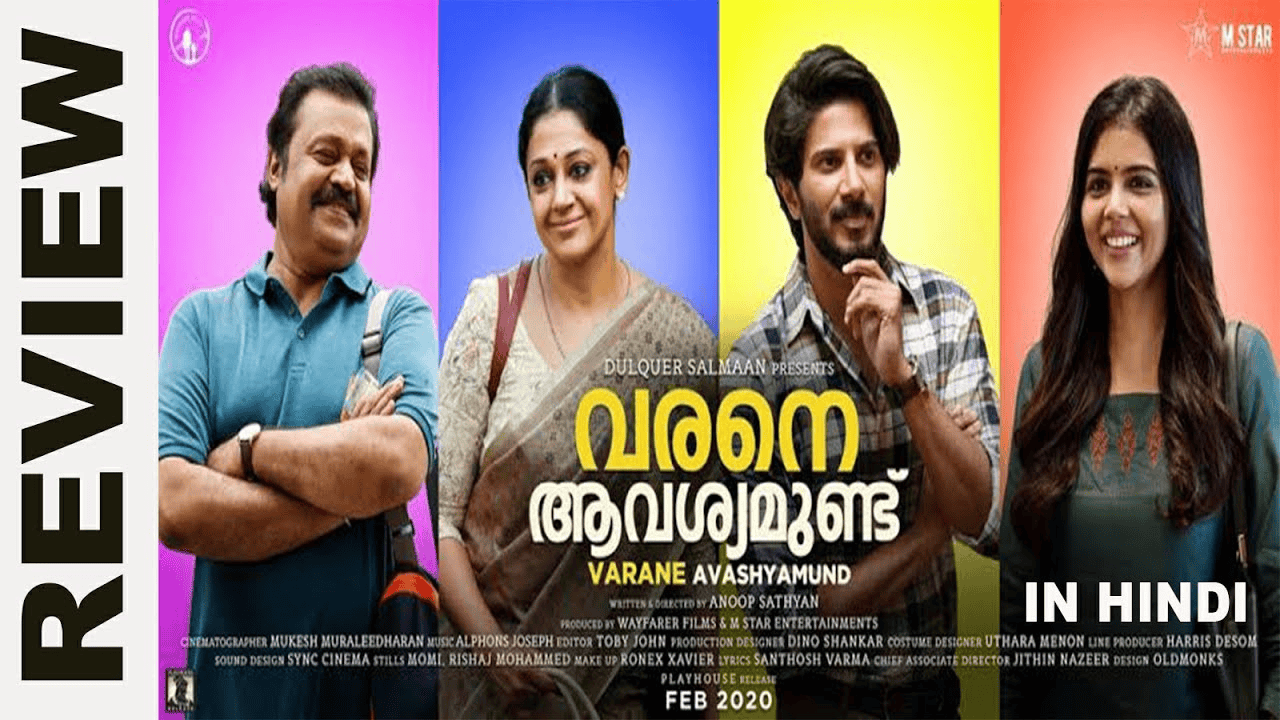 REVIEW
M STAR
DULQUER SALMAAN PRESENTS
വരനെ
ആവശ്യമുണ്ട്
VARANE AVASHYAMUND
WRITTEN & DIRECTED BY ANOOP SATHYAN
PRODUCED BY WAYFARER FILMS & M STAR ENTERTAINMENTS
CINEMATOGRAPHER MUKESH MURALEEDHARAN MUSIC ALPHONS JOSEPH EDITOR TOBY JOHN PRODUCTION DESIGNER DINO SHANKAR COSTUME DESIGNER UTHARA MENON LINE PRODUCER HARRIS DESOM
SOUND DESIGN SYNC CINEMA STILLS MOMI, RISHAJ MOHAMMED MAKE UP RONEX XAVIER LYRICS SANTHOSH VARMA CHIEF ASSOCIATE DIRECTOR JITHIN NAZEER DESIGN OLDMONKS
PLAYHOUSE RELEASE
FEB 2020
IN HINDI